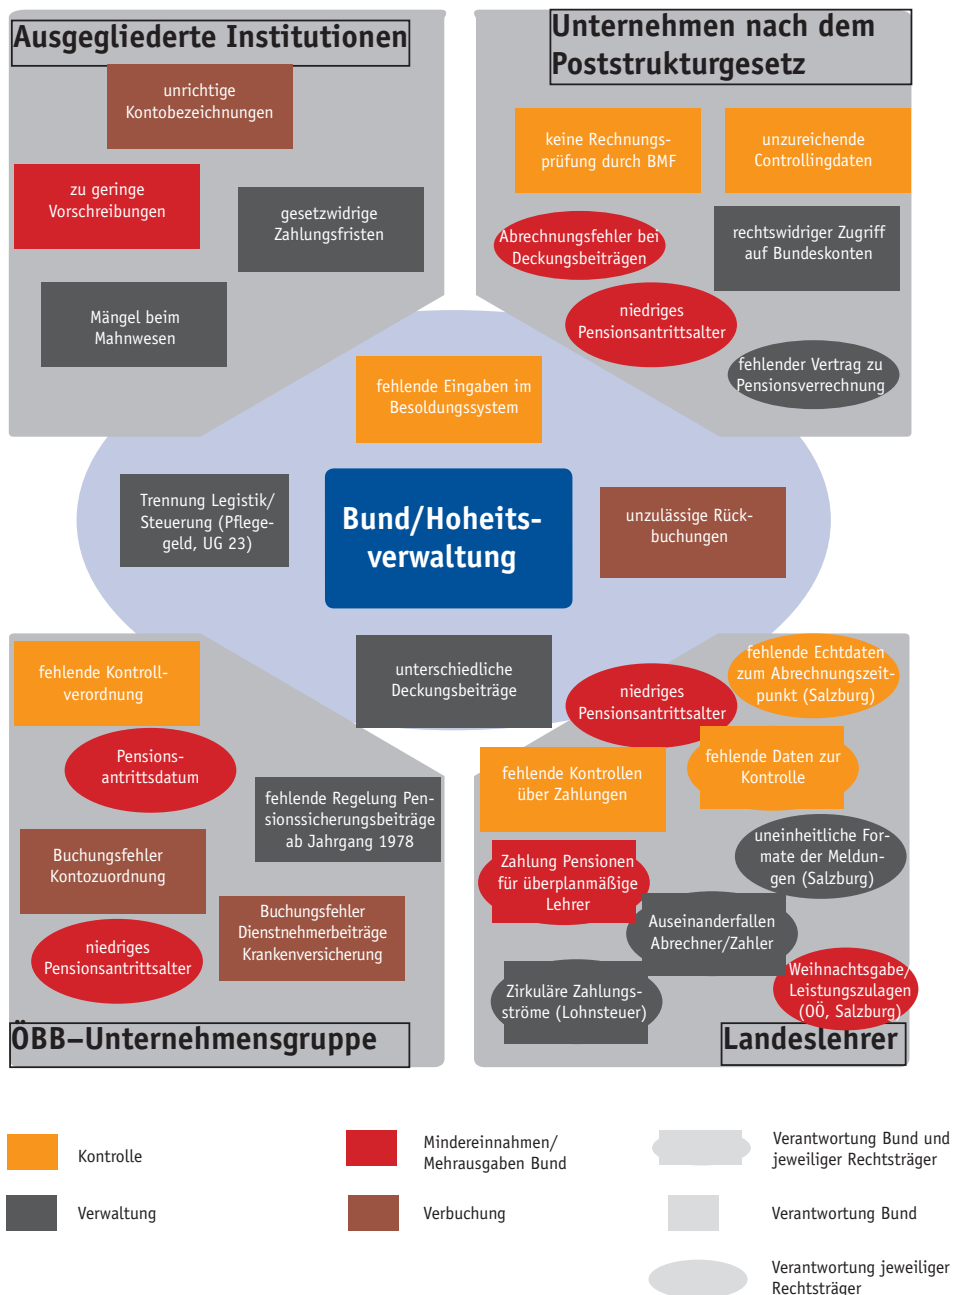 Ausgegliederte Institutionen
unrichtige
Kontobezeichnungen
zu geringe
Vorschreibungen
gesetzwidrige
Zahlungsfristen
Mängel beim
Mahnwesen
Unternehmen nach dem
Poststrukturgesetz
keine Rechnungs-
prüfung durch BMF
unzureichende
Controllingdaten
Abrechnungsfehler bei
Deckungsbeiträgen
rechtswidriger Zugriff
auf Bundeskonten
niedriges
Pensionsantrittsalter
fehlender Vertrag zu
Pensionsverrechnung
fehlende Eingaben im
Besoldungssystem
Trennung Legistik/
Steuerung (Pflege-
geld, UG 23)
Bund/Hoheits-
verwaltung
unzulässige Rück-
buchungen
unterschiedliche
Deckungsbeiträge
fehlende Kontroll-
verordnung
Pensions-
antrittsdatum
fehlende Regelung Pen-
sionssicherungsbeiträge
ab Jahrgang 1978
Buchungsfehler
Kontozuordnung
Buchungsfehler
Dienstnehmerbeiträge
Krankenversicherung
niedriges
Pensionsantrittsalter
ÖBB–Unternehmensgruppe
fehlende Echtdaten
zum Abrechnungszeit-
punkt (Salzburg)
niedriges
Pensionsantrittsalter
fehlende Daten zur
Kontrolle
fehlende Kontrollen
über Zahlungen
uneinheitliche For-
mate der Meldun-
gen (Salzburg)
Zahlung Pensionen
für überplanmäßige
Lehrer
Auseinanderfallen
Abrechner/Zahler
Weihnachtsgabe/
Leistungszulagen
(OÖ, Salzburg)
Zirkuläre Zahlungs-
ströme (Lohnsteuer)
Landeslehrer
Kontrolle
Mindereinnahmen/
Mehrausgaben Bund
Verantwortung Bund und
jeweiliger Rechtsträger
Verwaltung
Verbuchung
Verantwortung Bund
Verantwortung jeweiliger
Rechtsträger